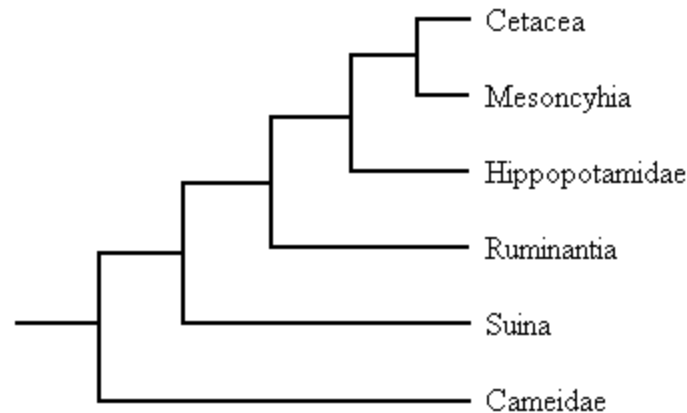 Cetacea
Mesoncyhia
Hippopotamidae
Ruminantia
Suina
Cameidae